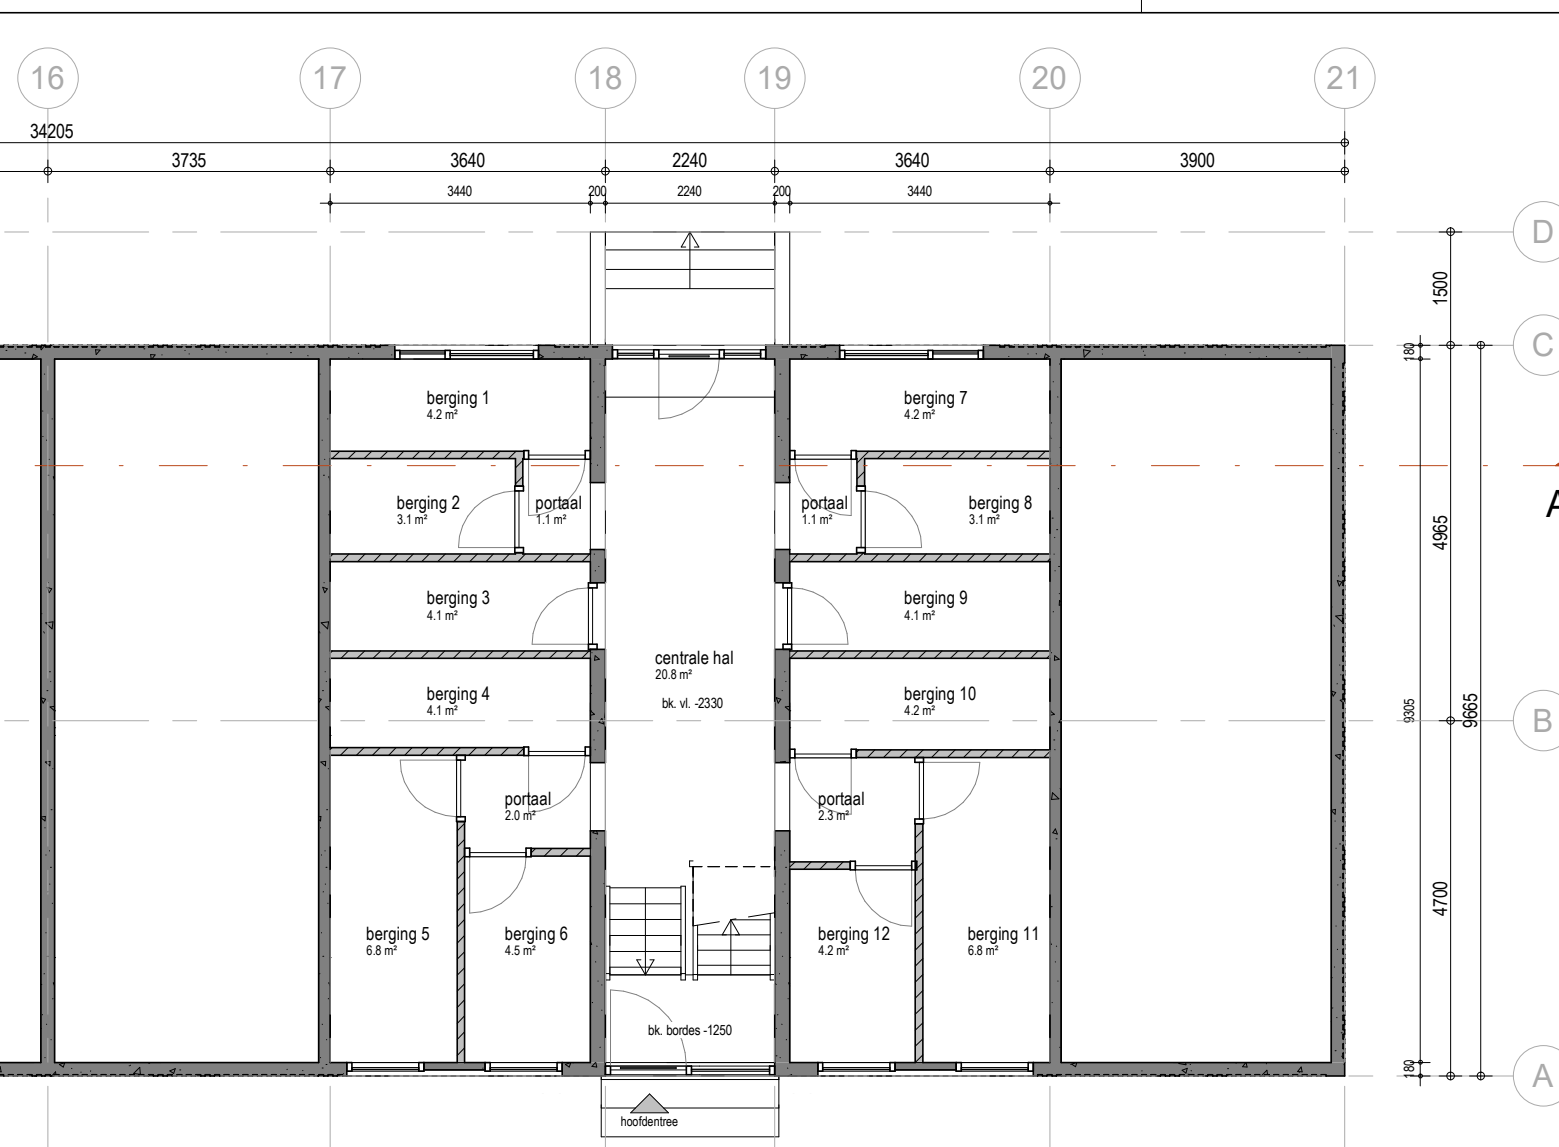 16
17
18
19
20
21
34205
3735
3640
2240
3640
3900
3440
200
2240
200
3440
D
1500
C
180
berging 1
4.2 m²
berging 7
4.2 m²
berging 2
3.1 m²
portaal
1.1 m²
portaal
1.1 m²
berging 8
3.1 m²
A
4965
berging 3
4.1 m²
berging 9
4.1 m²
centrale hal
20.8 m²
bk. vl. -2330
berging 4
4.1 m²
berging 10
4.2 m²
9305
9665
B
portaal
2.0 m²
portaal
2.3 m²
4700
berging 5
6.8 m²
berging 6
4.5 m²
berging 12
4.2 m²
berging 11
6.8 m²
bk. bordes -1250
180
A
hoofdentree